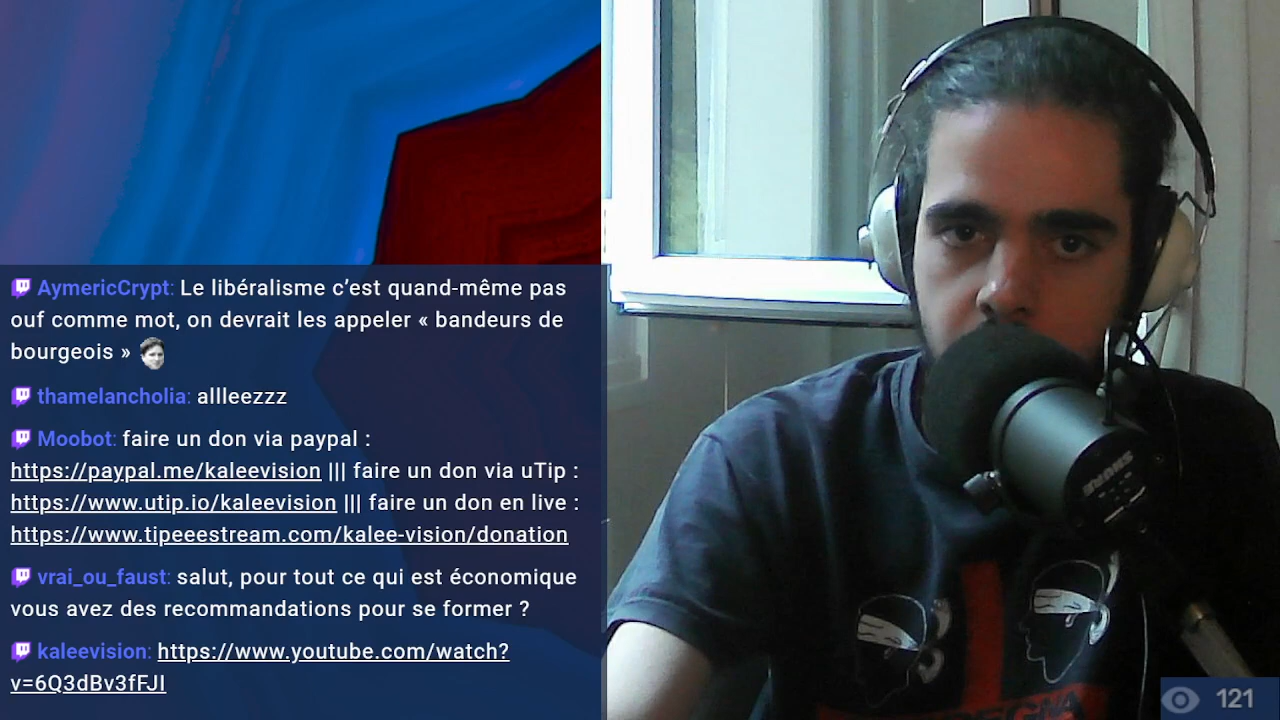 AymericCrypt: Le libéralisme c’est quand-même pas
ouf comme mot, on devrait les appeler « bandeurs de
bourgeois »
thamelancholia: allleezzz
Moobot: faire un don via paypal :
https://paypal.me/kaleevision ||| faire un don via uTip :
https://www.utip.io/kaleevision ||| faire un don en live :
https://www.tipeeestream.com/kalee-vision/donation
vrai_ou_faust: salut, pour tout ce qui est économique
vous avez des recommandations pour se former ?
kaleevision: https://www.youtube.com/watch?
v=6Q3dBv3fFJI
SHURE
121